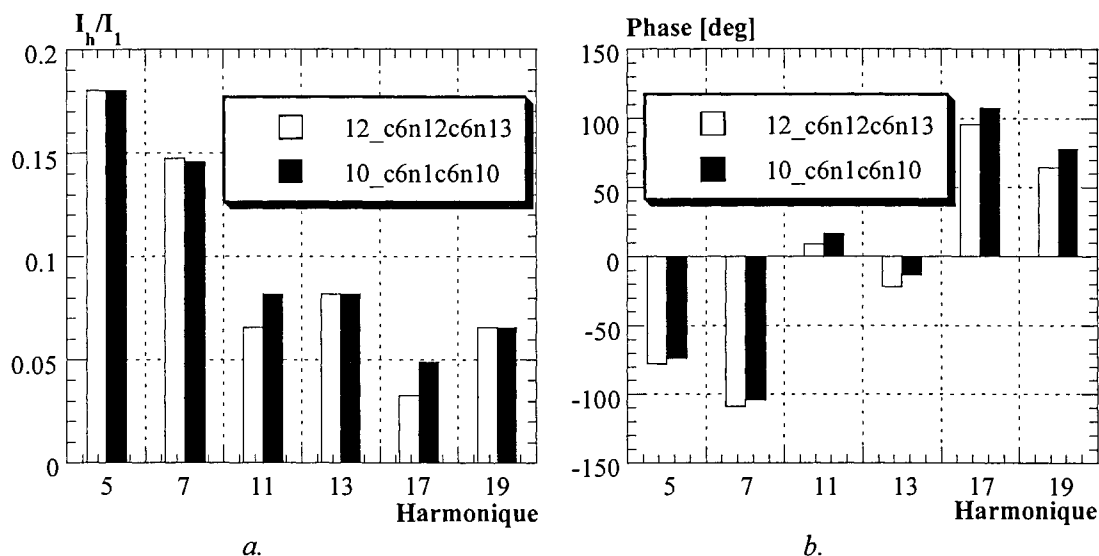 I_h/I_1
0.2
0.15
0.1
0.05
0
12_c6n12c6n13
10_c6n1c6n10
5 7 11 13 17 19
Harmonique
a.
Phase [deg]
150
100
50
0
-50
-100
-150
12_c6n12c6n13
10_c6n1c6n10
5 7 11 13 17 19
Harmonique
b.